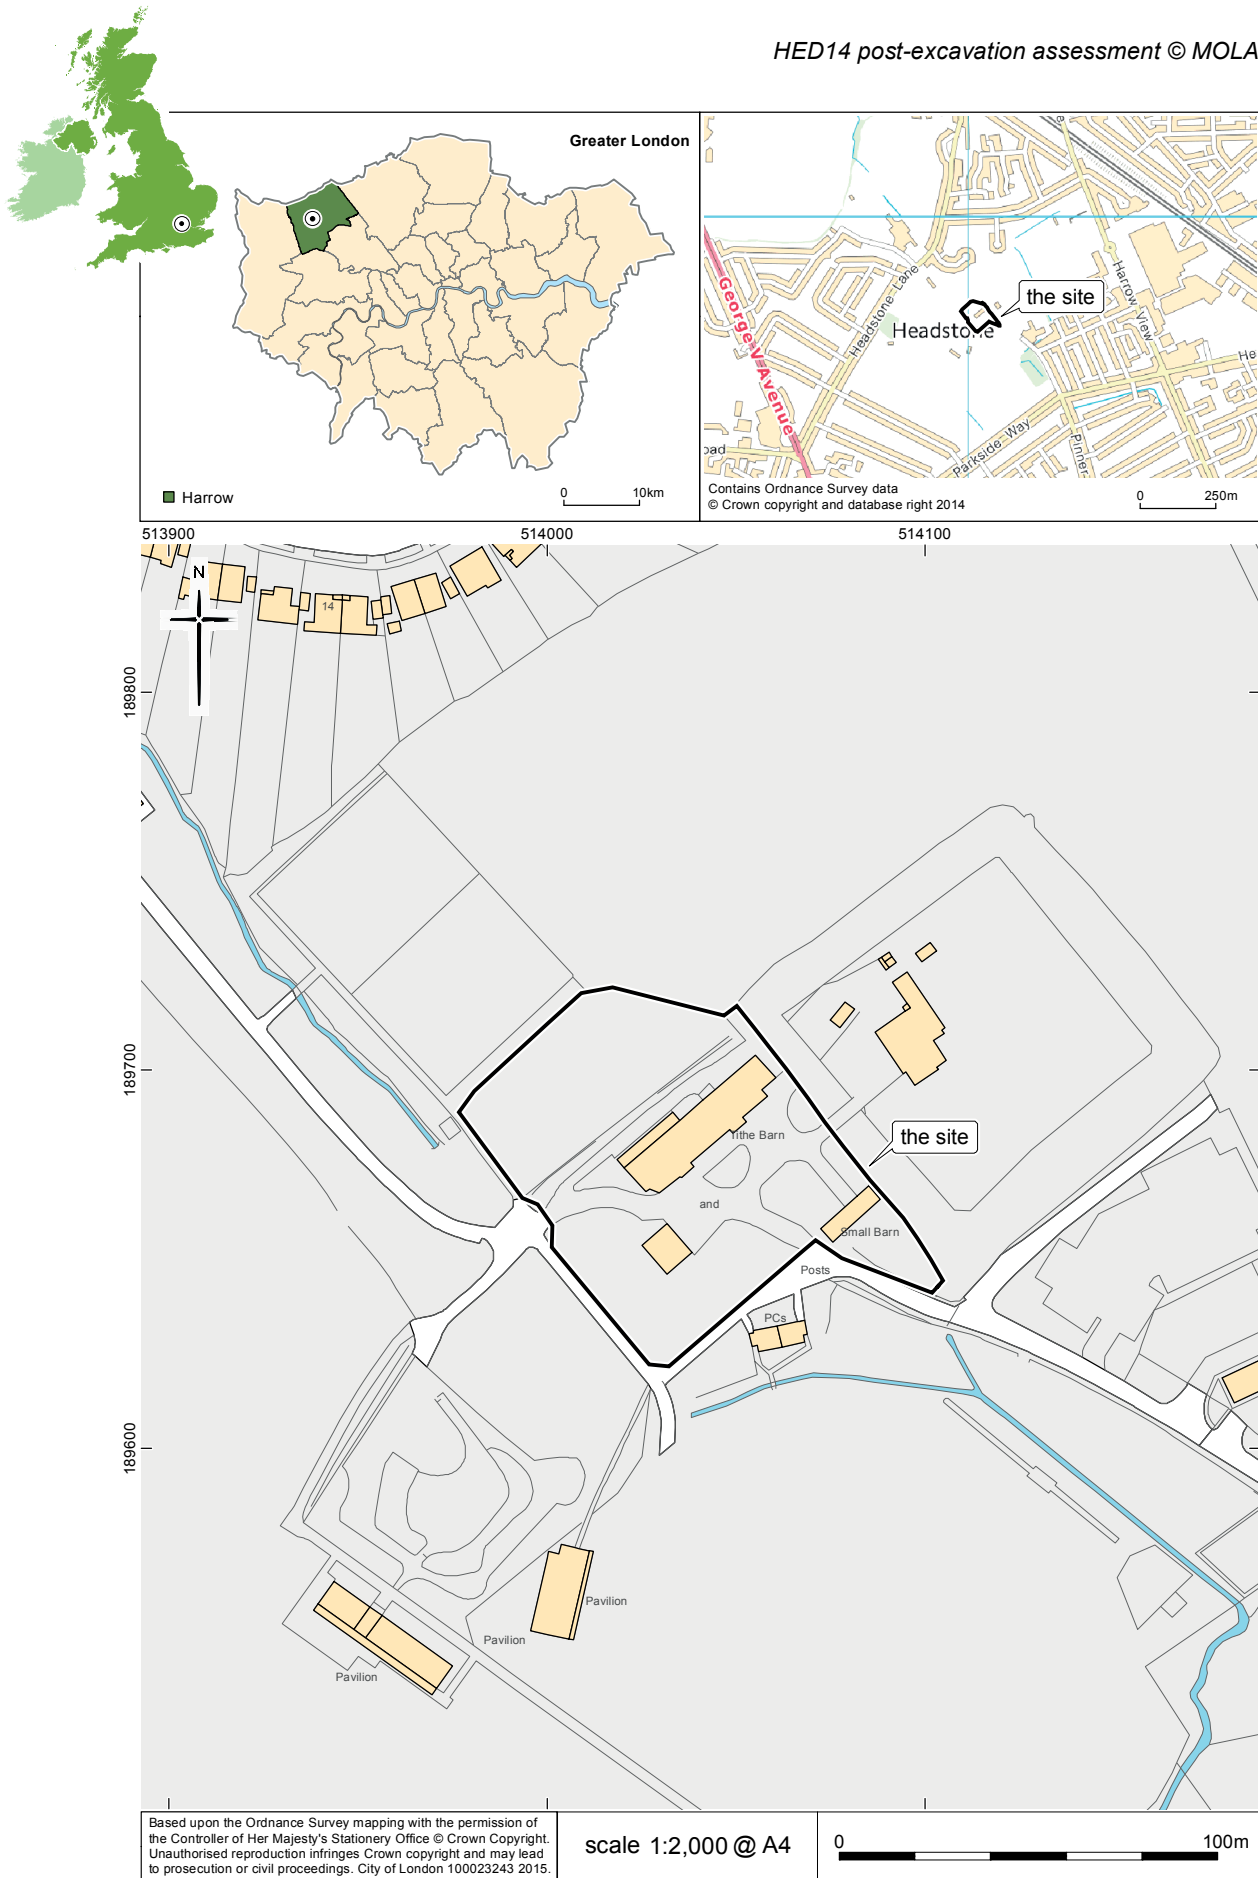 HED14 post-excavation assessment © MOLA
Greater London
Harrow
0 10km
George V Avenue
Headstone Lane
Headstone
the site
Harrow View
He
Parkside Way
Pinner
oad
e
Contains Ordnance Survey data
© Crown copyright and database right 2014
0 250m
513900
514000
514100
N
14
189800
189700
189600
Tithe Barn
the site
and
Small Barn
Posts
PCs
Pavilion
Pavilion
Pavilion
Based upon the Ordnance Survey mapping with the permission of
the Controller of Her Majesty's Stationery Office © Crown Copyright.
Unauthorised reproduction infringes Crown copyright and may lead
to prosecution or civil proceedings. City of London 100023243 2015.
scale 1:2,000 @ A4
0 100m